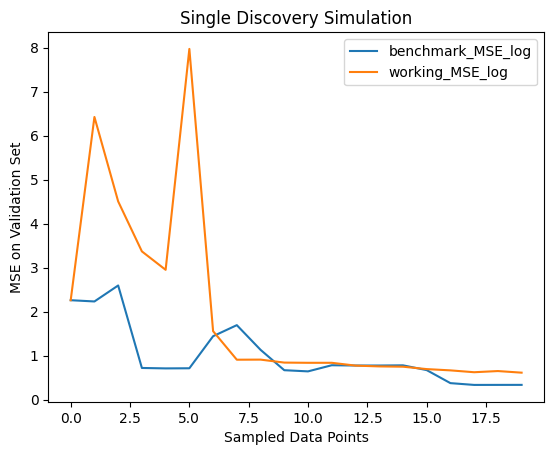 Single Discovery Simulation
benchmark_MSE_log
working_MSE_log
MSE on Validation Set
8
7
6
5
4
3
2
1
0
0.0 2.5 5.0 7.5 10.0 12.5 15.0 17.5
Sampled Data Points